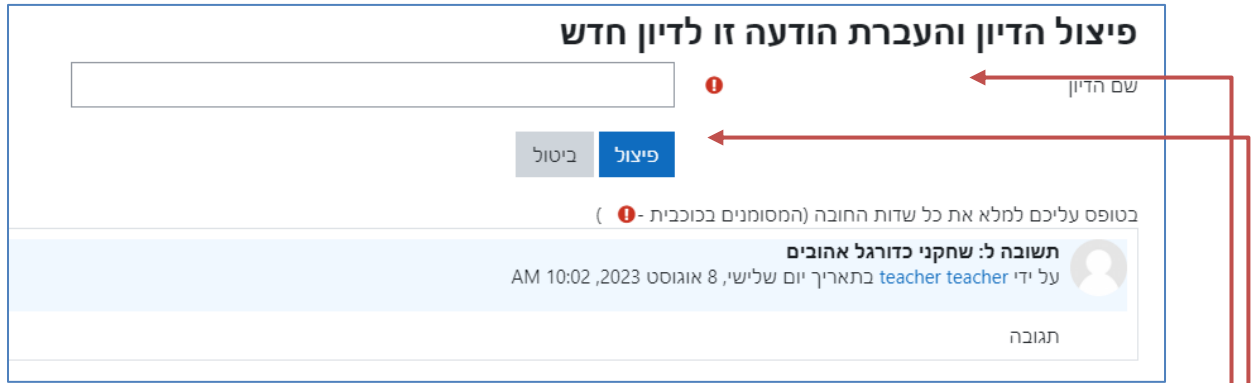 פיצול הדיון והעברת הודעה זו לדיון חדש
שם הדיון
פיצול ביטול
בטופס עליכם למלא את כל שדות החובה (המסומנים בכוכבית - )
תשובה ל: שחקני כדורגל אהובים
על ידי teacher teacher בתאריך יום שלישי, 8 אוגוסט 2023, 10:02 AM
תגובה